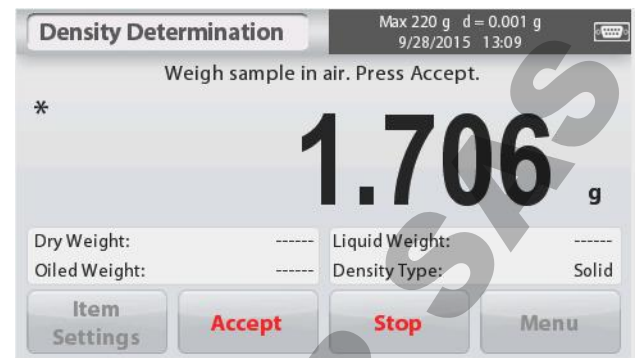 Density Determination
Max 220 g d = 0.001 g
9/28/2015 13:09
Weigh sample in air. Press Accept.
*
1.706 g
Dry Weight: ------ Liquid Weight: ------
Oiled Weight: ------ Density Type: Solid
Item Settings
Accept
Stop
Menu
SAS